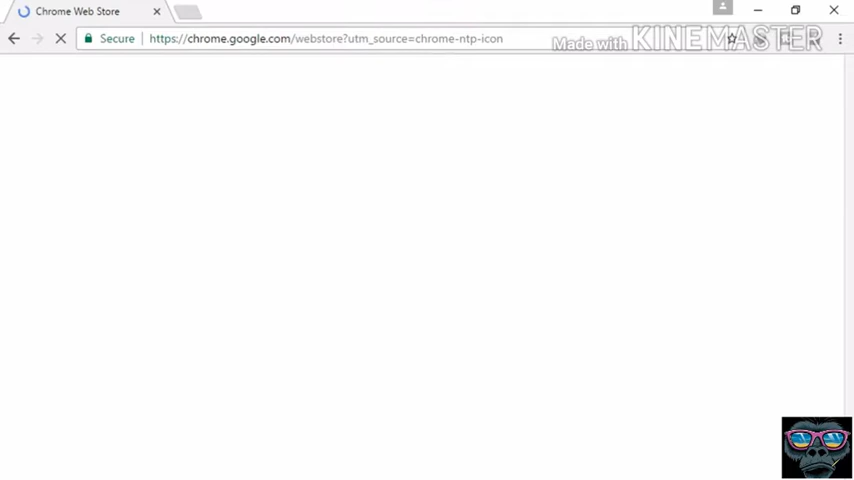 Chrome Web Store
Secure https://chrome.google.com/webstore?utm_source=chrome-ntp-icon
Made with KINEMASTER